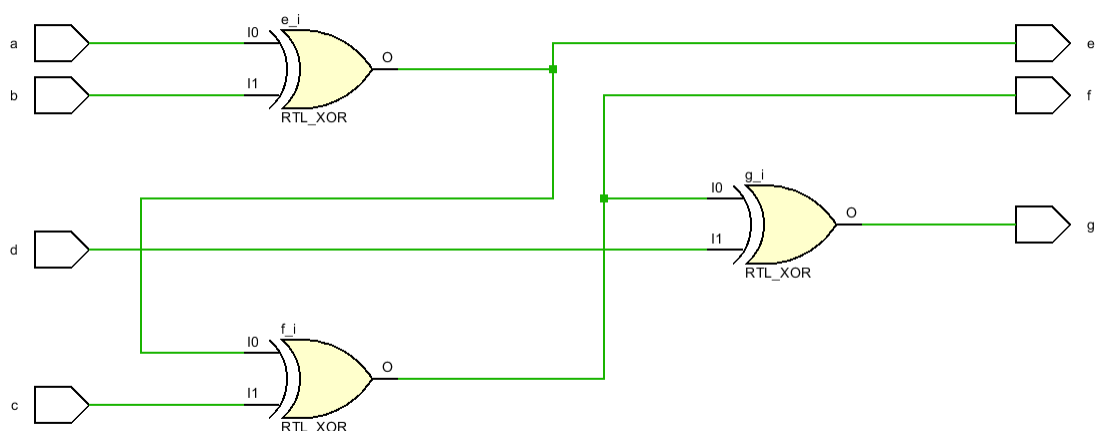 e_i
a
I0
O
e
b
I1
f
RTL_XOR
g_i
I0
O
g
d
I1
RTL_XOR
f_i
I0
O
c
I1
RTL_XOR